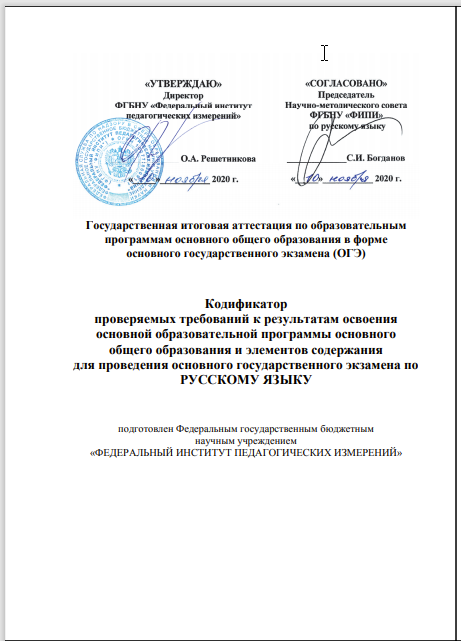 «УТВЕРЖДАЮ»
Директор
ФГБНУ «Федеральный институт
педагогических измерений»
О.А. Решетникова
«10» ноября 2020 г.
«СОГЛАСОВАНО»
Председатель
Научно-методического совета
ФГБНУ «ФИПИ»
по русскому языку
С.И. Богданов
«10» ноября 2020 г.
Государственная итоговая аттестация по образовательным
программам основного общего образования в форме
основного государственного экзамена (ОГЭ)
Кодификатор
проверяемых требований к результатам освоения
основной образовательной программы основного
общего образования и элементов содержания
для проведения основного государственного экзамена по
РУССКОМУ ЯЗЫКУ
подготовлен Федеральным государственным бюджетным
научным учреждением
«ФЕДЕРАЛЬНЫЙ ИНСТИТУТ ПЕДАГОГИЧЕСКИХ ИЗМЕРЕНИЙ»